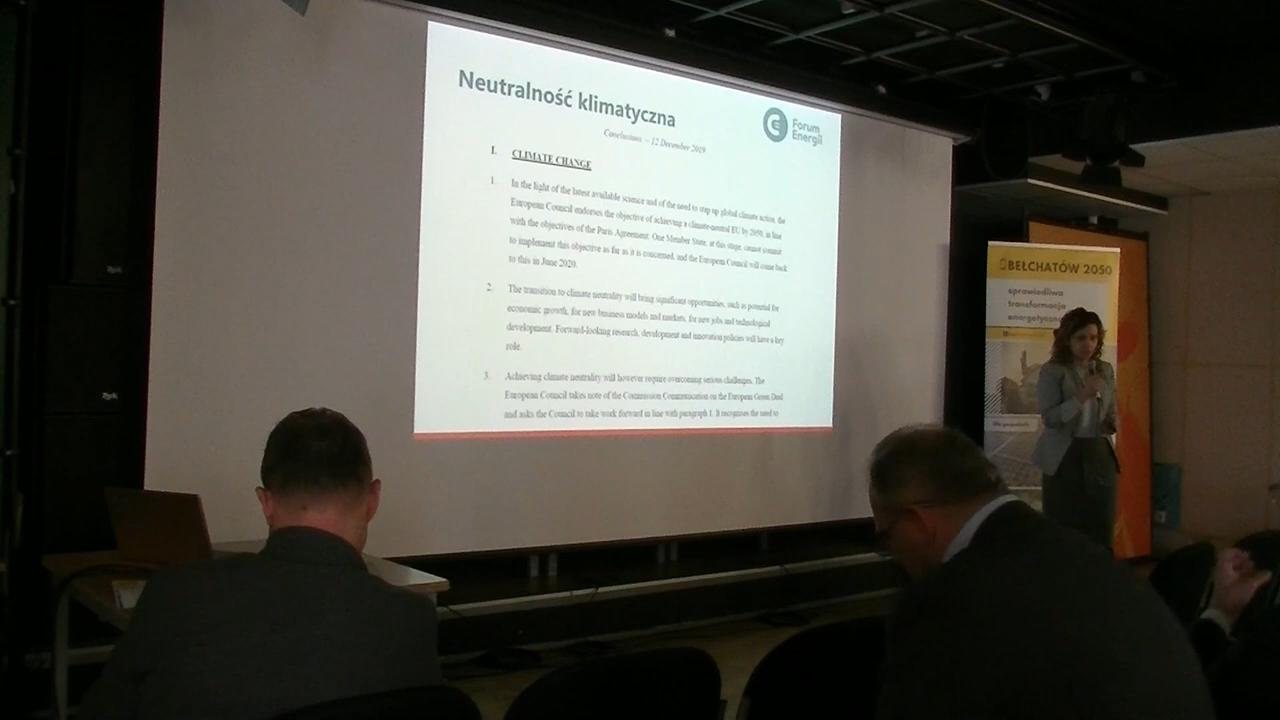 Neutralność klimatyczna
Forum
Energii
Conclusions – 12 December 2019
I. CLIMATE CHANGE
1. In the light of the latest available science and of the need to step up global climate action, the
European Council endorses the objective of achieving a climate-neutral EU by 2050, in line
with the objectives of the Paris Agreement. One Member State, at this stage, cannot commit
to implement this objective as far as it is concerned, and the European Council will come back
to this in June 2020.
2. The transition to climate neutrality will bring significant opportunities, such as potential for
economic growth, for new business models and markets, for new jobs and technological
development. Forward-looking research, development and innovation policies will have a key
role.
3. Achieving climate neutrality will however require overcoming serious challenges. The
European Council takes note of the Commission Communication on the European Green Deal
and asks the Council to take work forward in line with paragraph 1. It recognises the need to
BEŁCHATÓW 2050
sprawiedliwa
transformacja
energetyczna